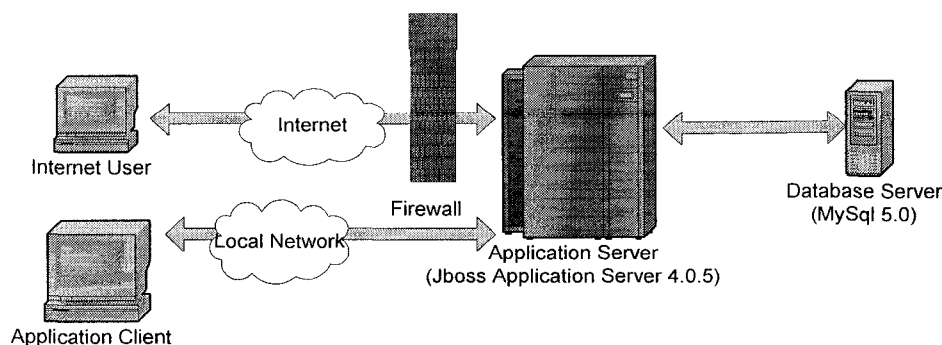 Internet
Internet User
Firewall
Local Network
Application Client
Application Server
(Jboss Application Server 4.0.5)
Database Server
(MySql 5.0)